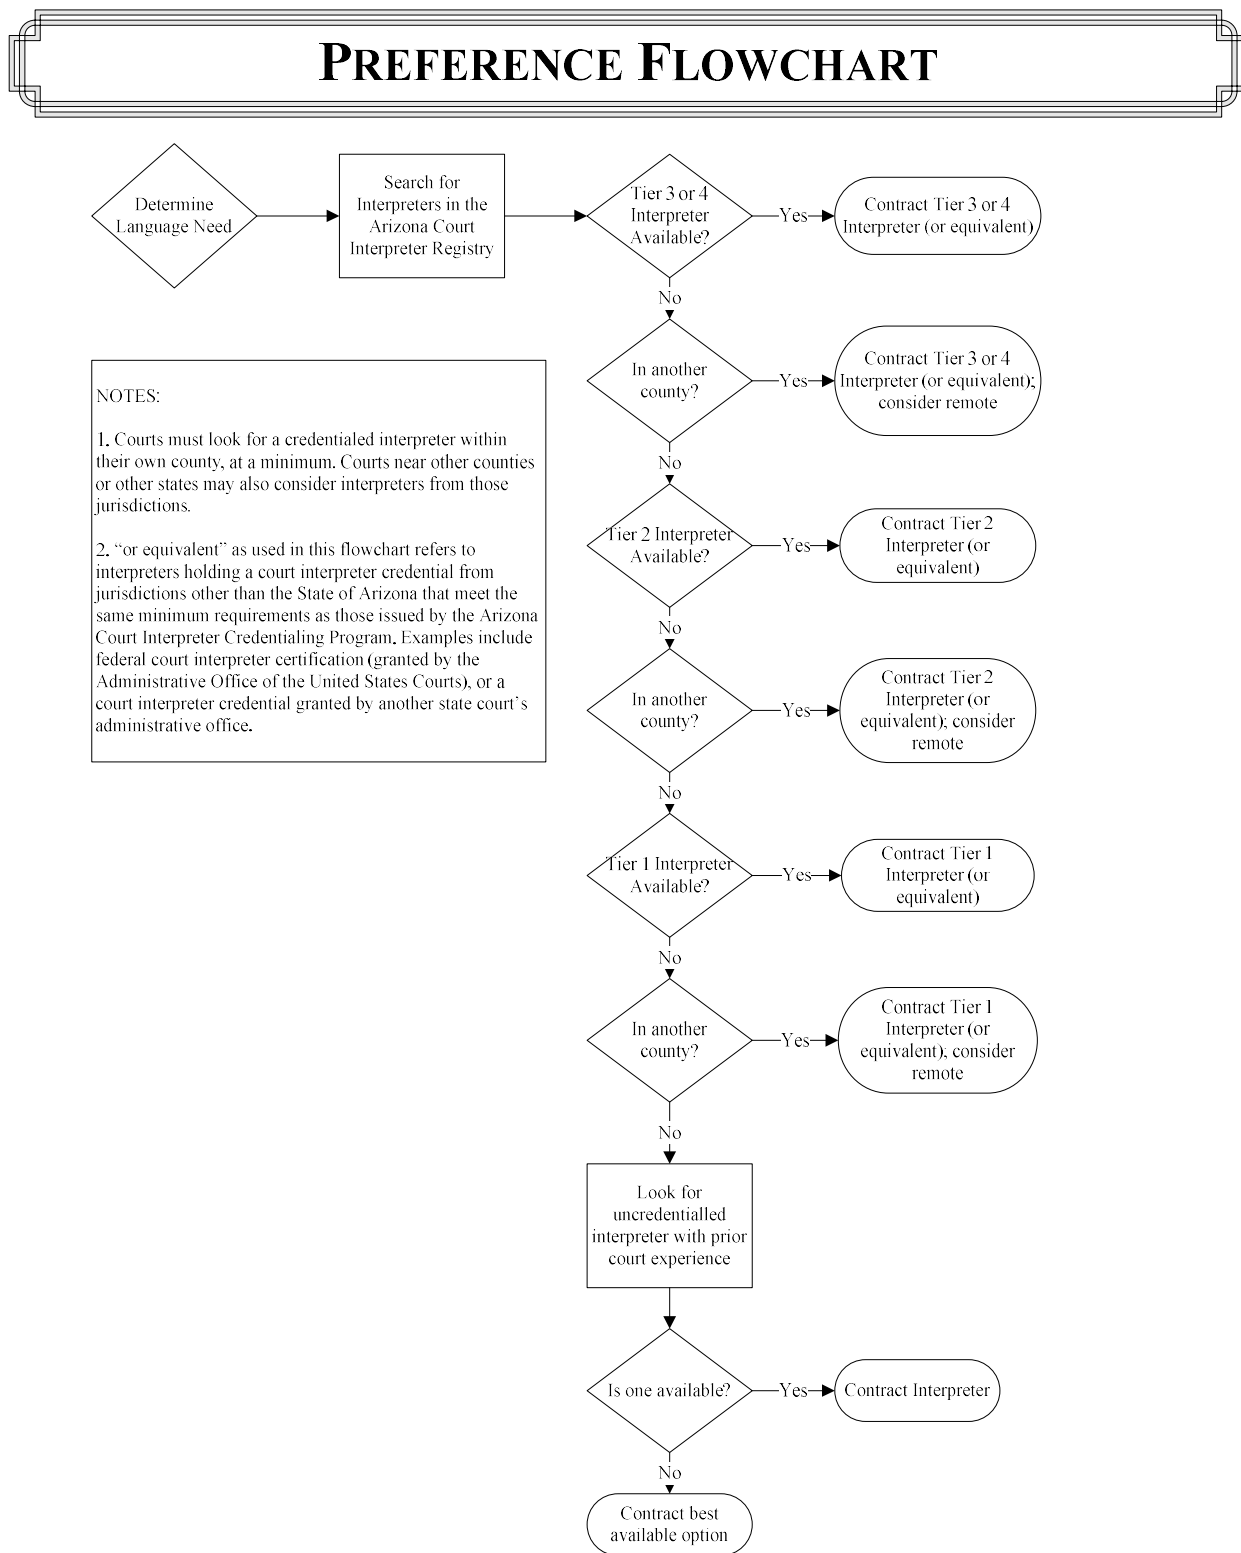 PREFERENCE FLOWCHART
Determine
Language Need
Search for
Interpreters in the
Arizona Court
Interpreter Registry
Tier 3 or 4
Interpreter
Available?
Yes
Contract Tier 3 or 4
Interpreter (or equivalent)
No
In another
county?
Yes
Contract Tier 3 or 4
Interpreter (or equivalent);
consider remote
No
NOTES:
1. Courts must look for a credentialed interpreter within
their own county, at a minimum. Courts near other counties
or other states may also consider interpreters from those
jurisdictions.
2. “or equivalent” as used in this flowchart refers to
interpreters holding a court interpreter credential from
jurisdictions other than the State of Arizona that meet the
same minimum requirements as those issued by the Arizona
Court Interpreter Credentialing Program. Examples include
federal court interpreter certification (granted by the
Administrative Office of the United States Courts), or a
court interpreter credential granted by another state court’s
administrative office.
Tier 2 Interpreter
Available?
Yes
Contract Tier 2
Interpreter (or
equivalent)
No
In another
county?
Yes
Contract Tier 2
Interpreter (or
equivalent); consider
remote
No
Tier 1 Interpreter
Available?
Yes
Contract Tier 1
Interpreter (or
equivalent)
No
In another
county?
Yes
Contract Tier 1
Interpreter (or
equivalent); consider
remote
No
Look for
uncredentialled
interpreter with prior
court experience
Is one available?
Yes
Contract Interpreter
No
Contract best
available option